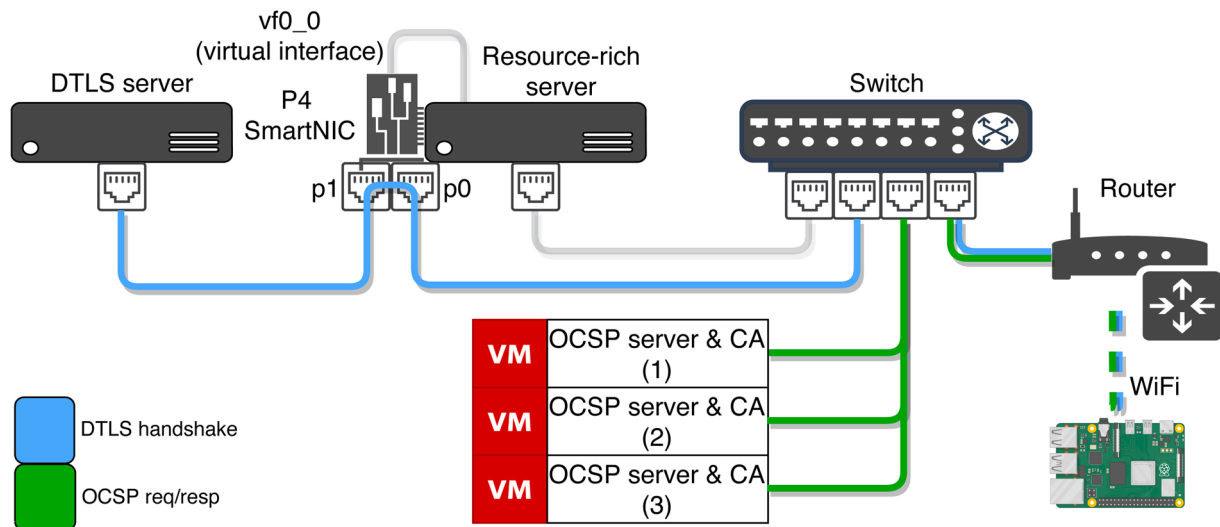 vf0_0
(virtual interface)
DTLS server
P4
SmartNIC
Resource-rich
server
Switch
p1
p0
Router
VM
OCSP server & CA
(1)
VM
OCSP server & CA
(2)
VM
OCSP server & CA
(3)
WiFi
DTLS handshake
OCSP req/resp